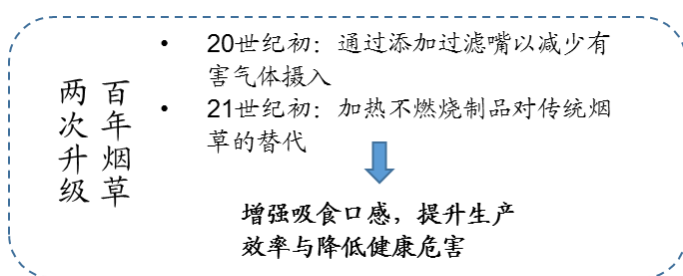 百年烟草
两次升级
• 20世纪初：通过添加过滤嘴以减少有
害气体摄入
• 21世纪初：加热不燃烧制品对传统烟
草的替代
增强吸食口感，提升生产
效率与降低健康危害